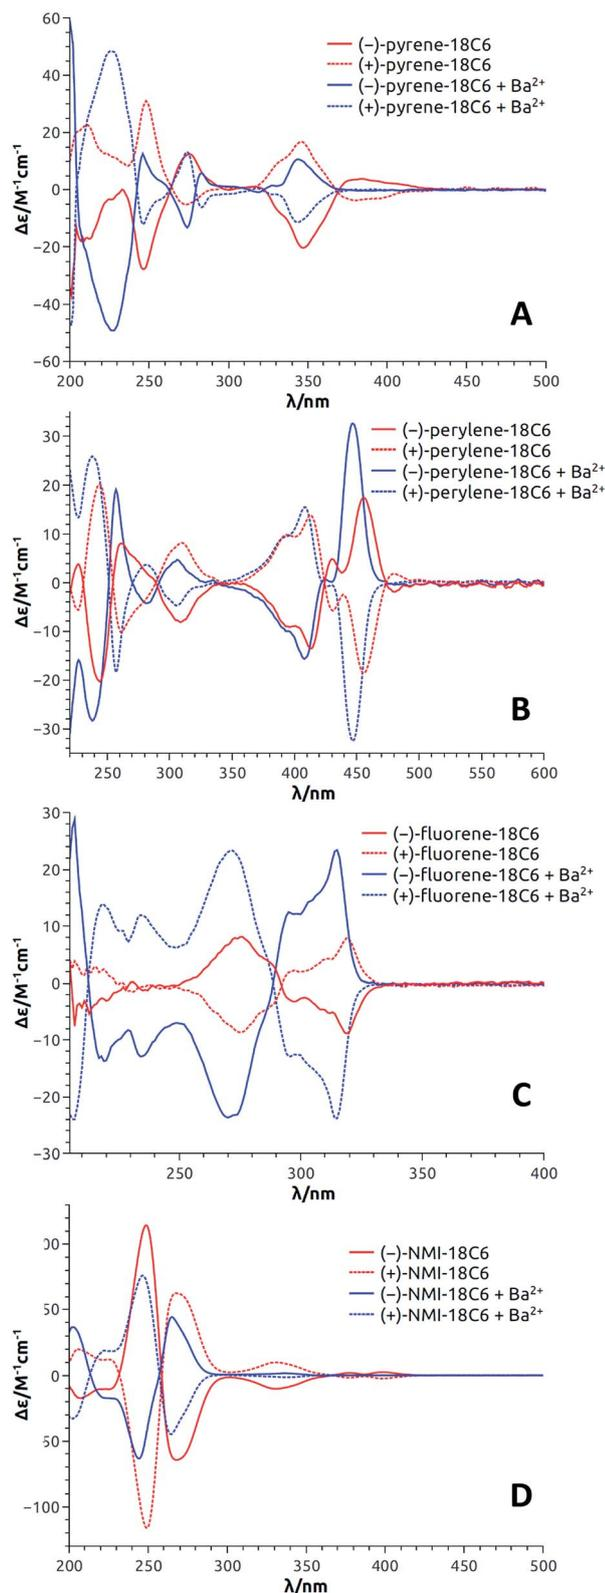 60
40
20
0
−20
−40
−60
Δε/M⁻¹cm⁻¹
(−)-pyrene-18C6
(+)-pyrene-18C6
(−)-pyrene-18C6 + Ba²⁺
(+)-pyrene-18C6 + Ba²⁺
A
200 250 300 350 400 450 500
λ/nm
30
20
10
0
−10
−20
−30
Δε/M⁻¹cm⁻¹
(−)-perylene-18C6
(+)-perylene-18C6
(−)-perylene-18C6 + Ba²⁺
(+)-perylene-18C6 + Ba²⁺
B
250 300 350 400 450 500 550 600
λ/nm
30
20
10
0
−10
−20
−30
Δε/M⁻¹cm⁻¹
(−)-fluorene-18C6
(+)-fluorene-18C6
(−)-fluorene-18C6 + Ba²⁺
(+)-fluorene-18C6 + Ba²⁺
C
250 300 350 400
λ/nm
00
50
0
−50
−100
Δε/M⁻¹cm⁻¹
(−)-NMI-18C6
(+)-NMI-18C6
(−)-NMI-18C6 + Ba²⁺
(+)-NMI-18C6 + Ba²⁺
D
200 250 300 350 400 450 500
λ/nm